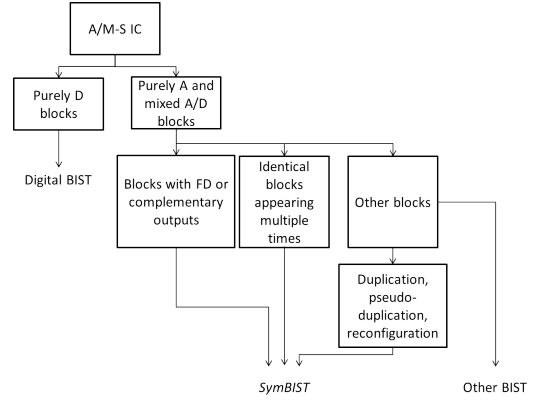 A/M-S IC
Purely D
blocks
Purely A and
mixed A/D
blocks
Digital BIST
Blocks with FD or
complementary
outputs
Identical
blocks
appearing
multiple
times
Other blocks
Duplication,
pseudo-
duplication,
reconfiguration
SymBIST
Other BIST